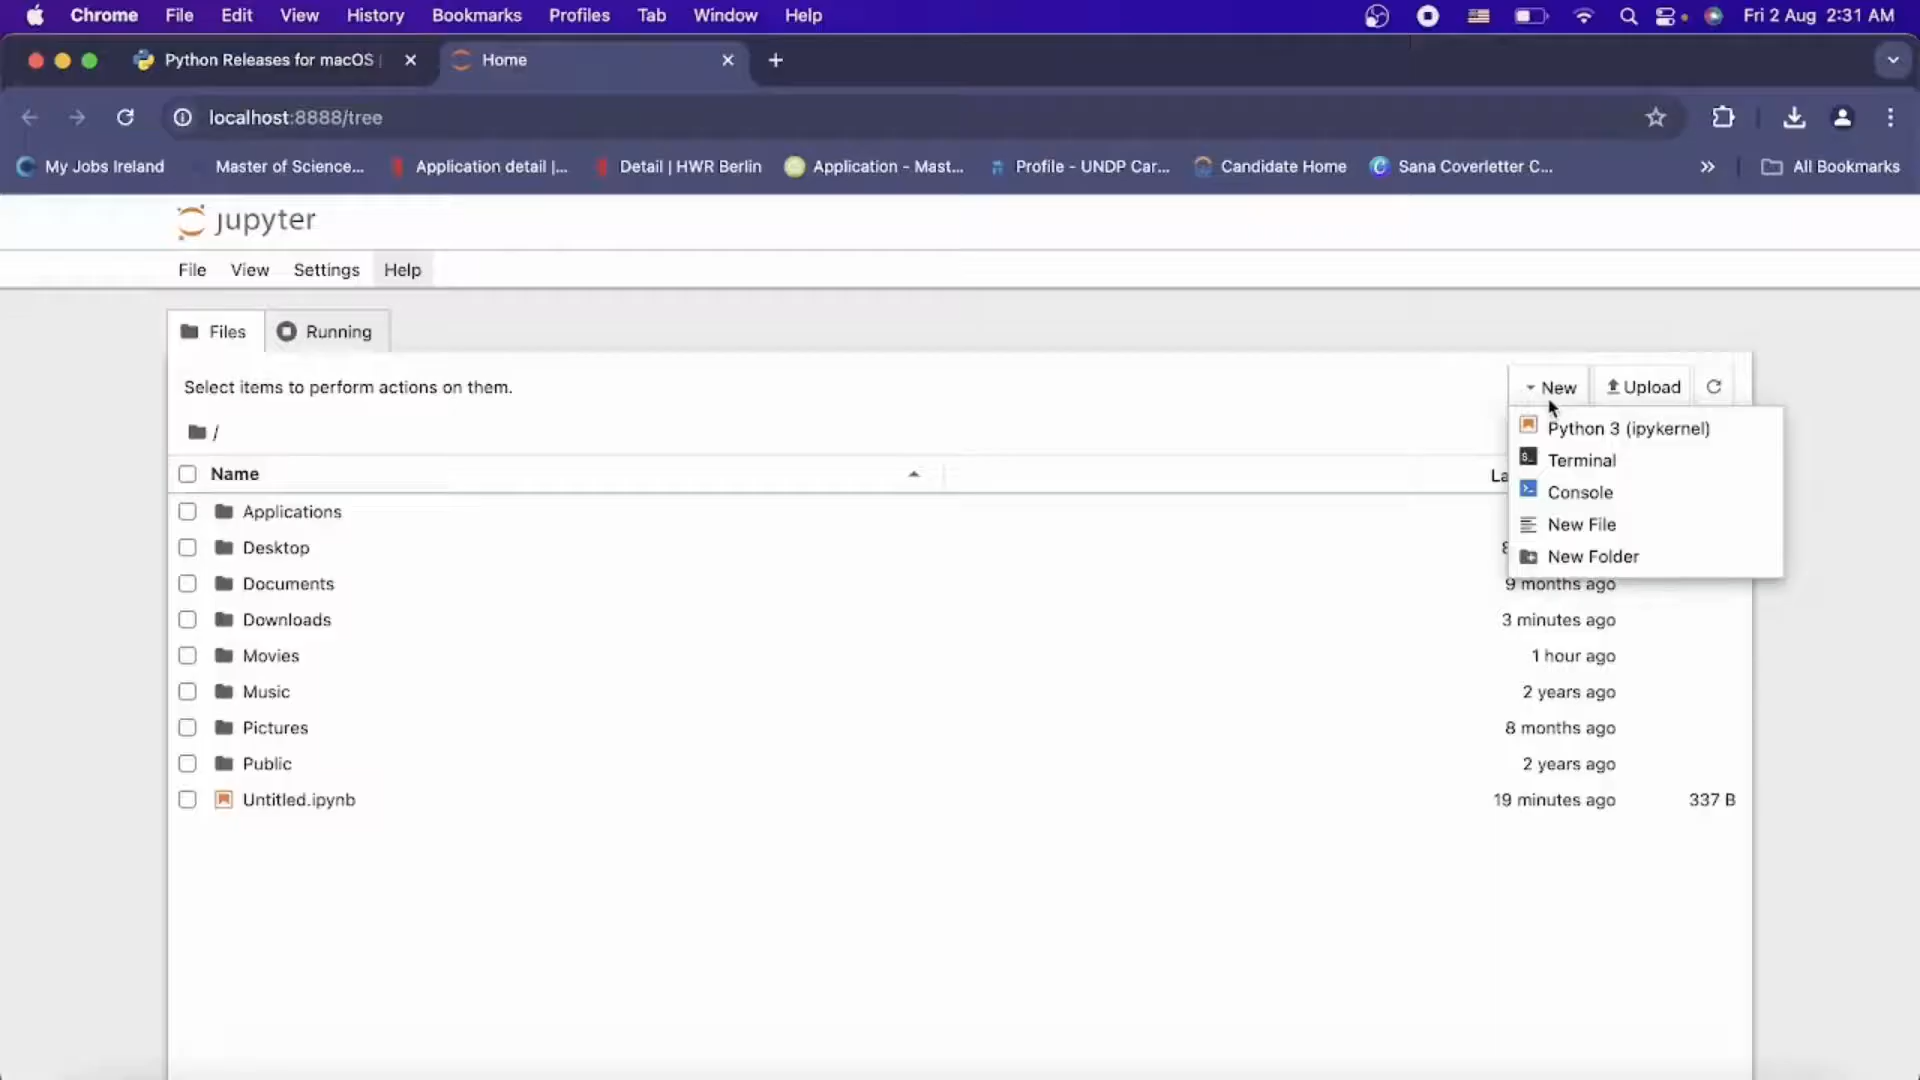 Chrome File Edit View History Bookmarks Profiles Tab Window Help Fri 2 Aug 2:31 AM
Python Releases for macOS Home
localhost:8888/tree
My Jobs Ireland Master of Science... Application detail |... Detail | HWR Berlin Application - Mast... Profile - UNDP Car... Candidate Home Sana Coverletter C... » All Bookmarks
jupyter
File View Settings Help
Files Running
Select items to perform actions on them. New Upload
/
Python 3 (ipykernel)
Terminal
Console
New File
New Folder
Name
Applications
Desktop
Documents 9 months ago
Downloads 3 minutes ago
Movies 1 hour ago
Music 2 years ago
Pictures 8 months ago
Public 2 years ago
Untitled.ipynb 19 minutes ago 337 B